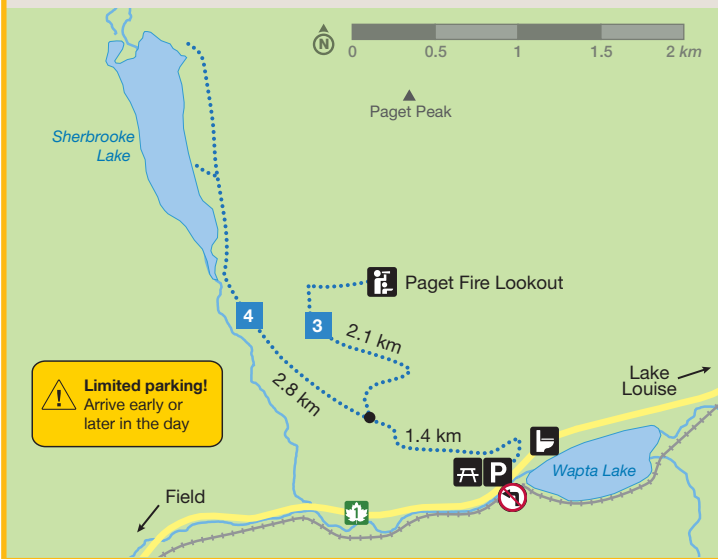 N
0 0.5 1 1.5 2 km
Paget Peak
Sherbrooke
Lake
Paget Fire Lookout
4
3
2.1 km
2.8 km
Limited parking!
Arrive early or
later in the day
Lake
Louise
1.4 km
P
Wapta Lake
Field
1